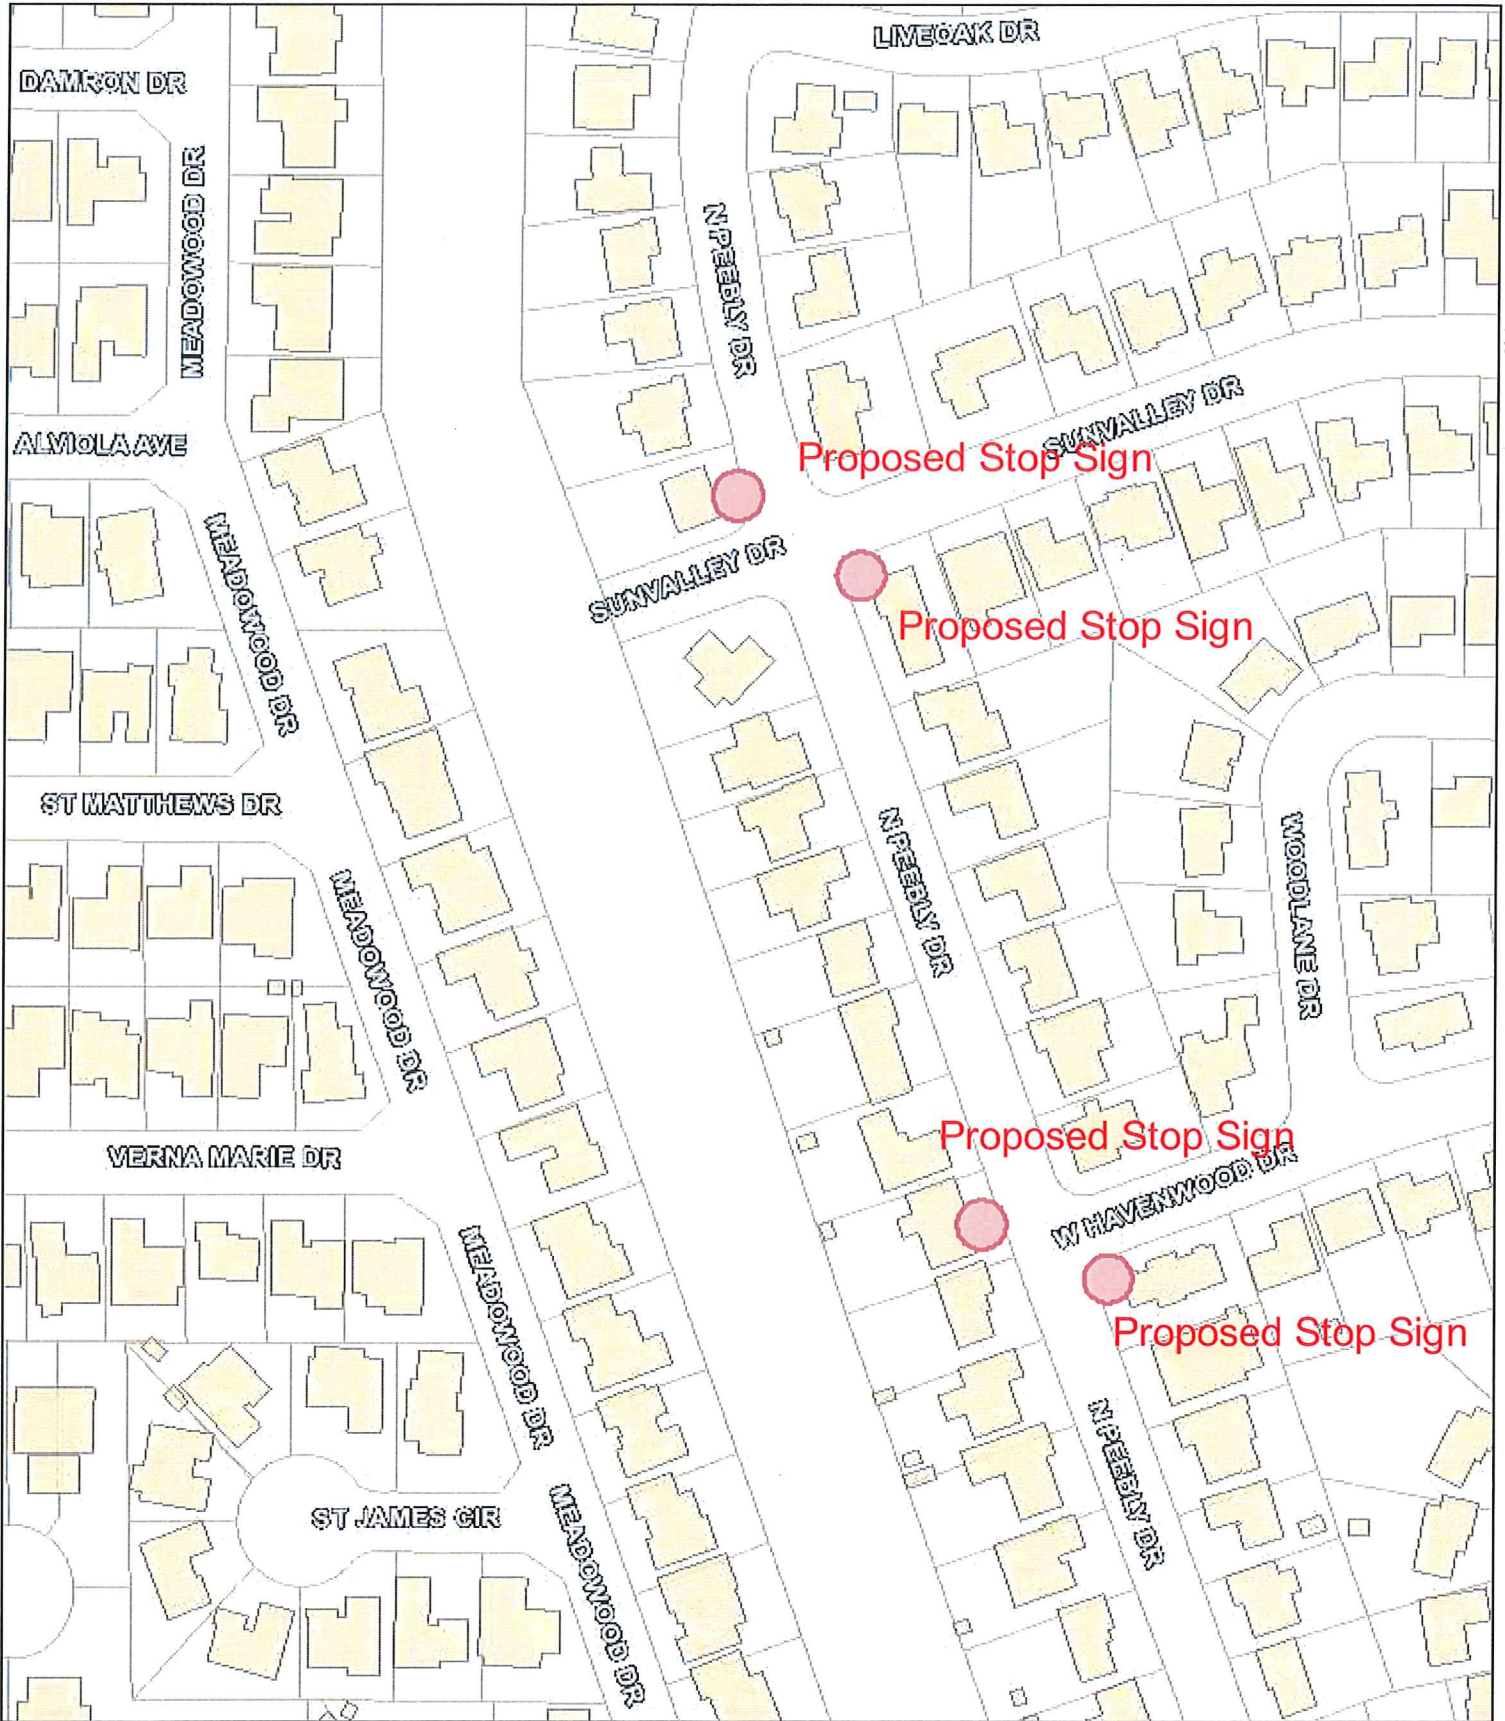 LIVEOAK DR
DAMRON DR
MEADOWOOD DR
N PEEBLY DR
SUNVALLEY DR
ALVIOLA AVE
Proposed Stop Sign
SUNVALLEY DR
MEADOWOOD DR
Proposed Stop Sign
ST MATTHEWS DR
N PEEBLY DR
WOODLANE DR
MEADOWOOD DR
Proposed Stop Sign
VERNA MARIE DR
W HAVENWOOD DR
MEADOWOOD DR
Proposed Stop Sign
N PEEBLY DR
ST JAMES CIR
MEADOWOOD DR